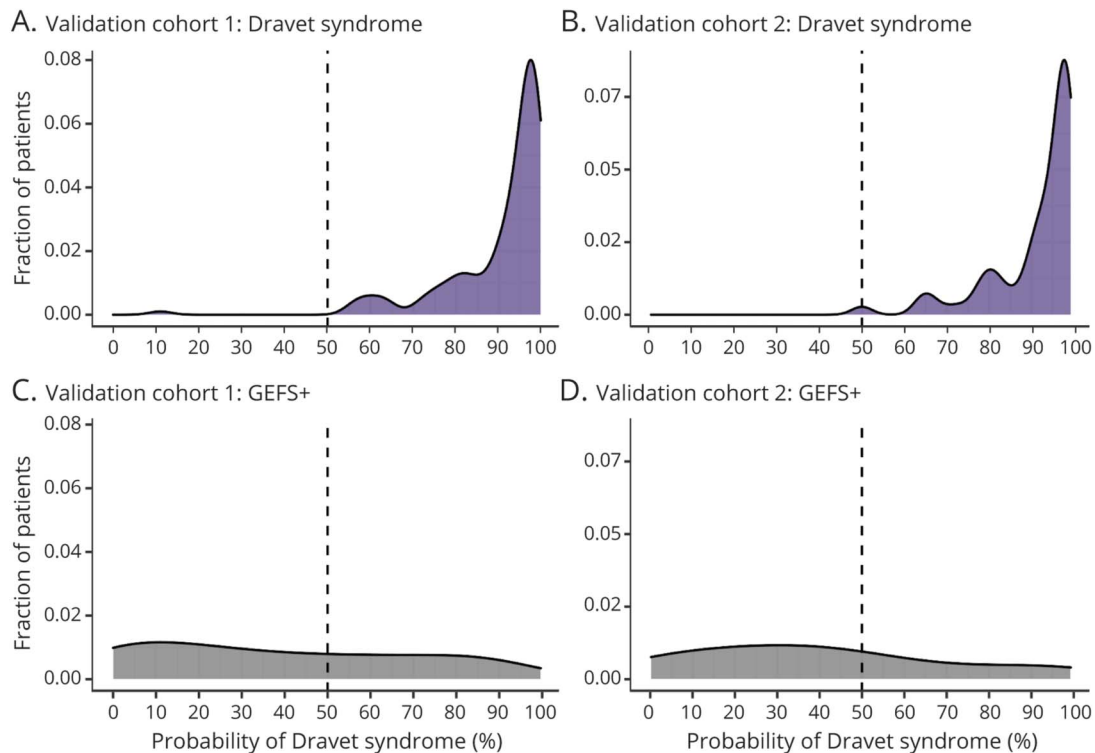 A. Validation cohort 1: Dravet syndrome
Fraction of patients
0.08
0.06
0.04
0.02
0.00
0 10 20 30 40 50 60 70 80 90 100
B. Validation cohort 2: Dravet syndrome
0.07
0.05
0.02
0.00
0 10 20 30 40 50 60 70 80 90 100
C. Validation cohort 1: GEFS+
Fraction of patients
0.08
0.06
0.04
0.02
0.00
0 10 20 30 40 50 60 70 80 90 100
Probability of Dravet syndrome (%)
D. Validation cohort 2: GEFS+
0.07
0.05
0.02
0.00
0 10 20 30 40 50 60 70 80 90 100
Probability of Dravet syndrome (%)